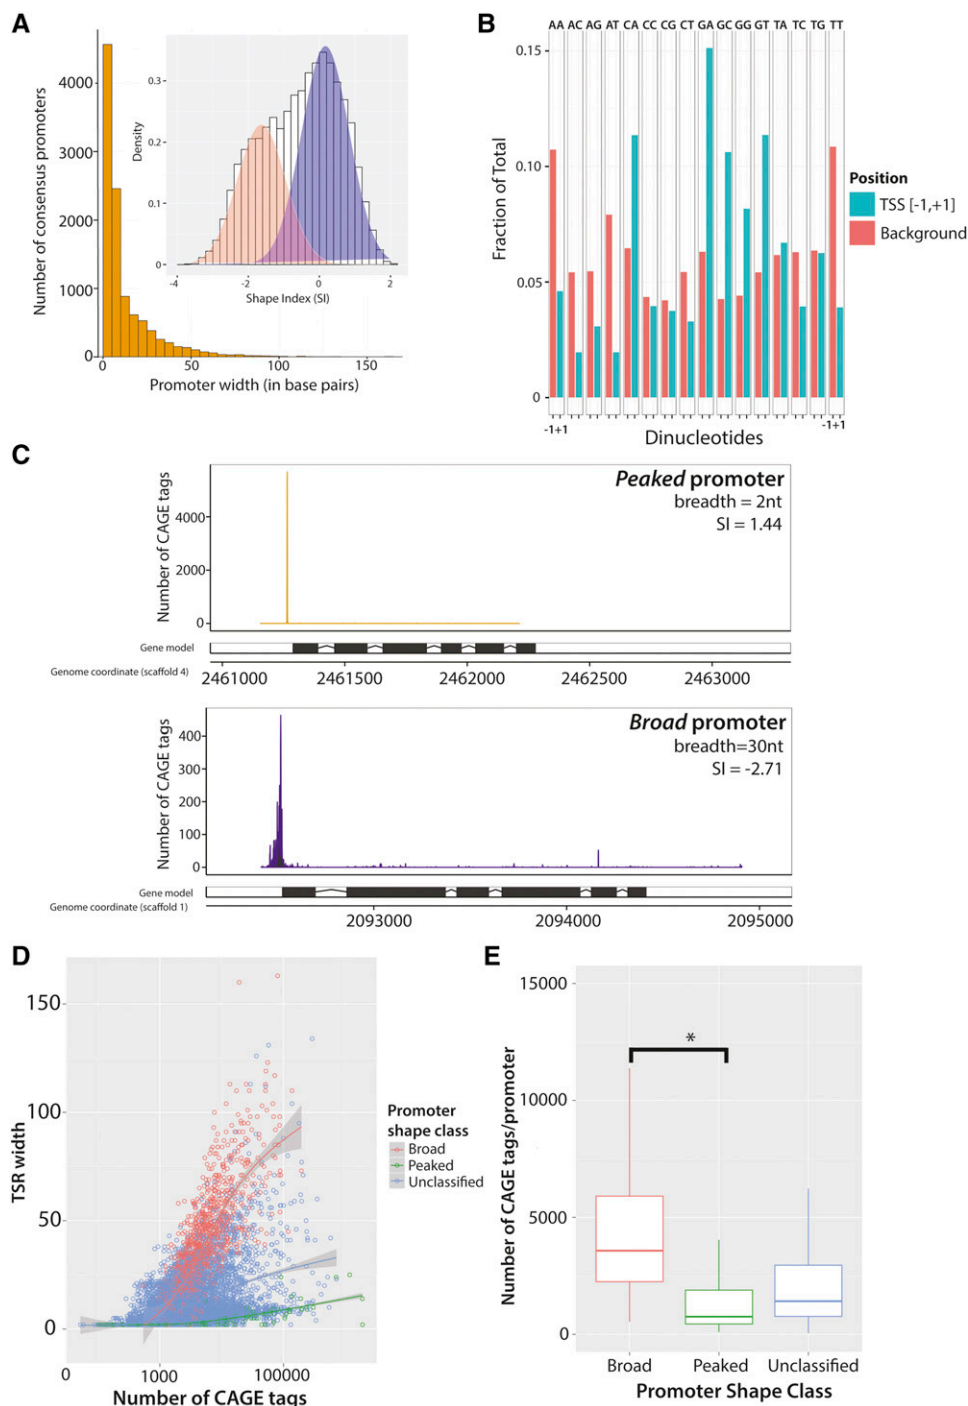 A
Number of consensus promoters
4000
3000
2000
1000
0
0 50 100 150
Promoter width (in base pairs)
Density
0.3
0.2
0.1
0
-4 -2 0 2
Shape Index (SI)
B
AA AC AG AT CA CC CG CT GA GC GG GT TA TC TG TT
Fraction of Total
0.15
0.10
0.05
0
-1+1 -1+1
Dinucleotides
Position
TSS [-1,+1]
Background
C
Peaked promoter
breadth = 2nt
SI = 1.44
Number of CAGE tags
4000
2000
0
Gene model
Genome coordinate (scaffold 4)
2461000 2461500 2462000 2462500 2463000
Broad promoter
breadth=30nt
SI = -2.71
Number of CAGE tags
400
300
200
100
0
Gene model
Genome coordinate (scaffold 1)
2093000 2094000 2095000
D
TSR width
150
100
50
0
0 1000 100000
Number of CAGE tags
Promoter
shape class
Broad
Peaked
Unclassified
E
Number of CAGE tags/promoter
15000
10000
5000
0
*
Broad Peaked Unclassified
Promoter Shape Class